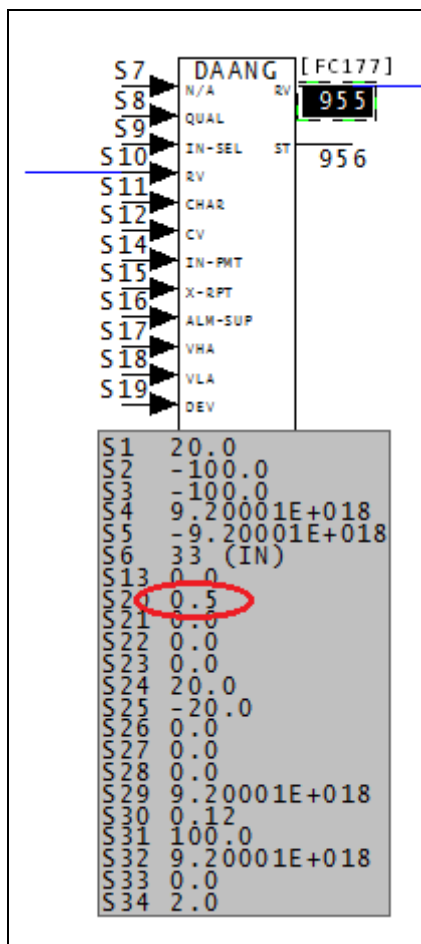 S7 DAANG [FC177]
N/A RV 955
S8
QUAL
S9
IN-SEL ST 956
S10
RV
S11
CHAR
S12
CV
S14
IN-PMT
S15
X-RPT
S16
ALM-SUP
S17
VHA
S18
VLA
S19
DEV
S1 20.0
S2 -100.0
S3 -100.0
S4 9.20001E+018
S5 -9.20001E+018
S6 33 (IN)
S13 0.0
S20 0.5
S21 0.0
S22 0.0
S23 0.0
S24 20.0
S25 -20.0
S26 0.0
S27 0.0
S28 0.0
S29 9.20001E+018
S30 0.12
S31 100.0
S32 9.20001E+018
S33 0.0
S34 2.0